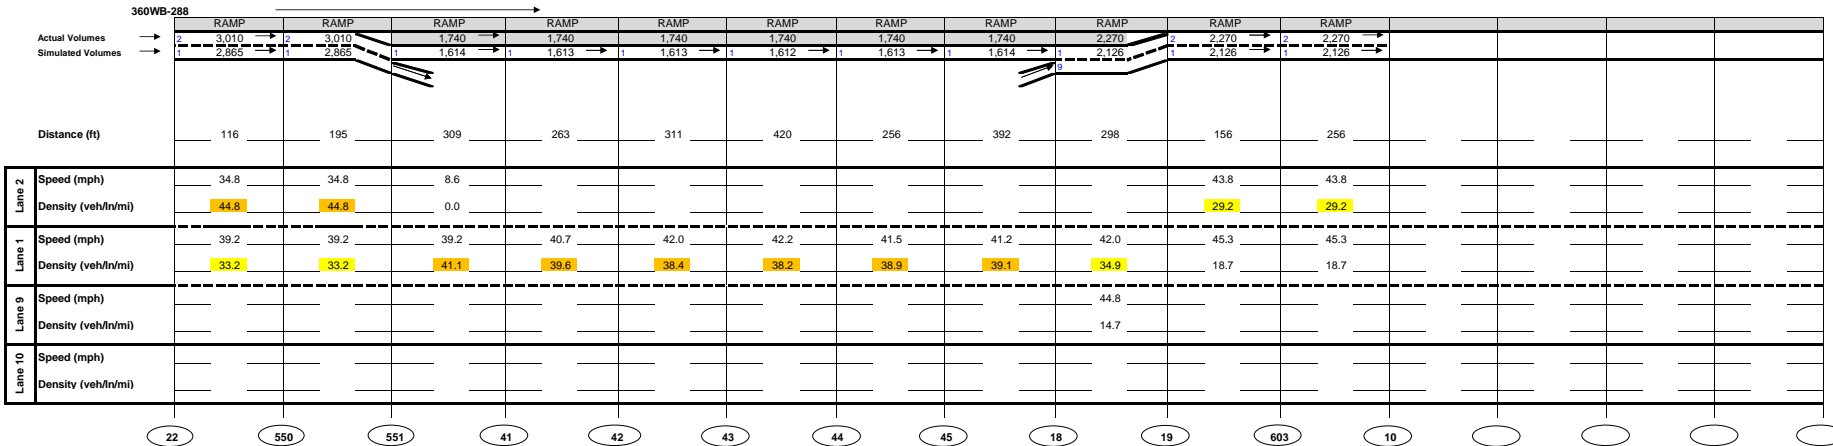 360WB-288
RAMP RAMP RAMP RAMP RAMP RAMP RAMP RAMP RAMP RAMP RAMP
Actual Volumes 2 3,010 2 3,010 1,740 1,740 1,740 1,740 1,740 1,740 2,270 2 2,270 2 2,270
Simulated Volumes 1 2,865 1 2,865 1 1,614 1 1,613 1 1,613 1 1,612 1 1,613 1 1,614 1 2,126 1 2,126 1 2,126
9
Distance (ft) 116 195 309 263 311 420 256 392 298 156 256
Lane 2
Speed (mph) 34.8 34.8 8.6 43.8 43.8
Density (veh/ln/mi) 44.8 44.8 0.0 29.2 29.2
Lane 1
Speed (mph) 39.2 39.2 39.2 40.7 42.0 42.2 41.5 41.2 42.0 45.3 45.3
Density (veh/ln/mi) 33.2 33.2 41.1 39.6 38.4 38.2 38.9 39.1 34.9 18.7 18.7
Lane 9
Speed (mph) 44.8
Density (veh/ln/mi) 14.7
Lane 10
Speed (mph)
Density (veh/ln/mi)
22 550 551 41 42 43 44 45 18 19 603 10